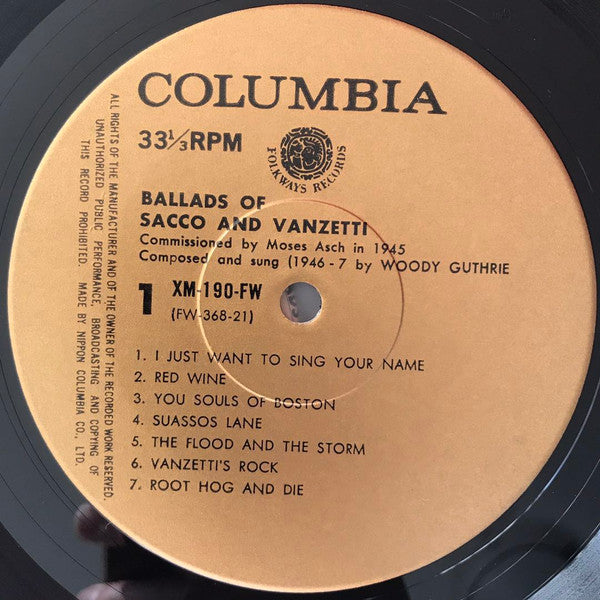 COLUMBIA
33⅓RPM
FOLKWAYS RECORDS
BALLADS OF
SACCO AND VANZETTI
Commissioned by Moses Asch in 1945
Composed and sung (1946-7 by WOODY GUTHRIE
1
XM-190-FW
(FW-368-21)
1. I JUST WANT TO SING YOUR NAME
2. RED WINE
3. YOU SOULS OF BOSTON
4. SUASSOS LANE
5. THE FLOOD AND THE STORM
6. VANZETTI'S ROCK
7. ROOT HOG AND DIE
ALL RIGHTS OF THE MANUFACTURER AND OF THE OWNER OF THE RECORDED WORK RESERVED.
UNAUTHORIZED PUBLIC PERFORMANCE, BROADCASTING AND COPYING OF
THIS RECORD PROHIBITED. MADE BY NIPPON COLUMBIA CO., LTD.